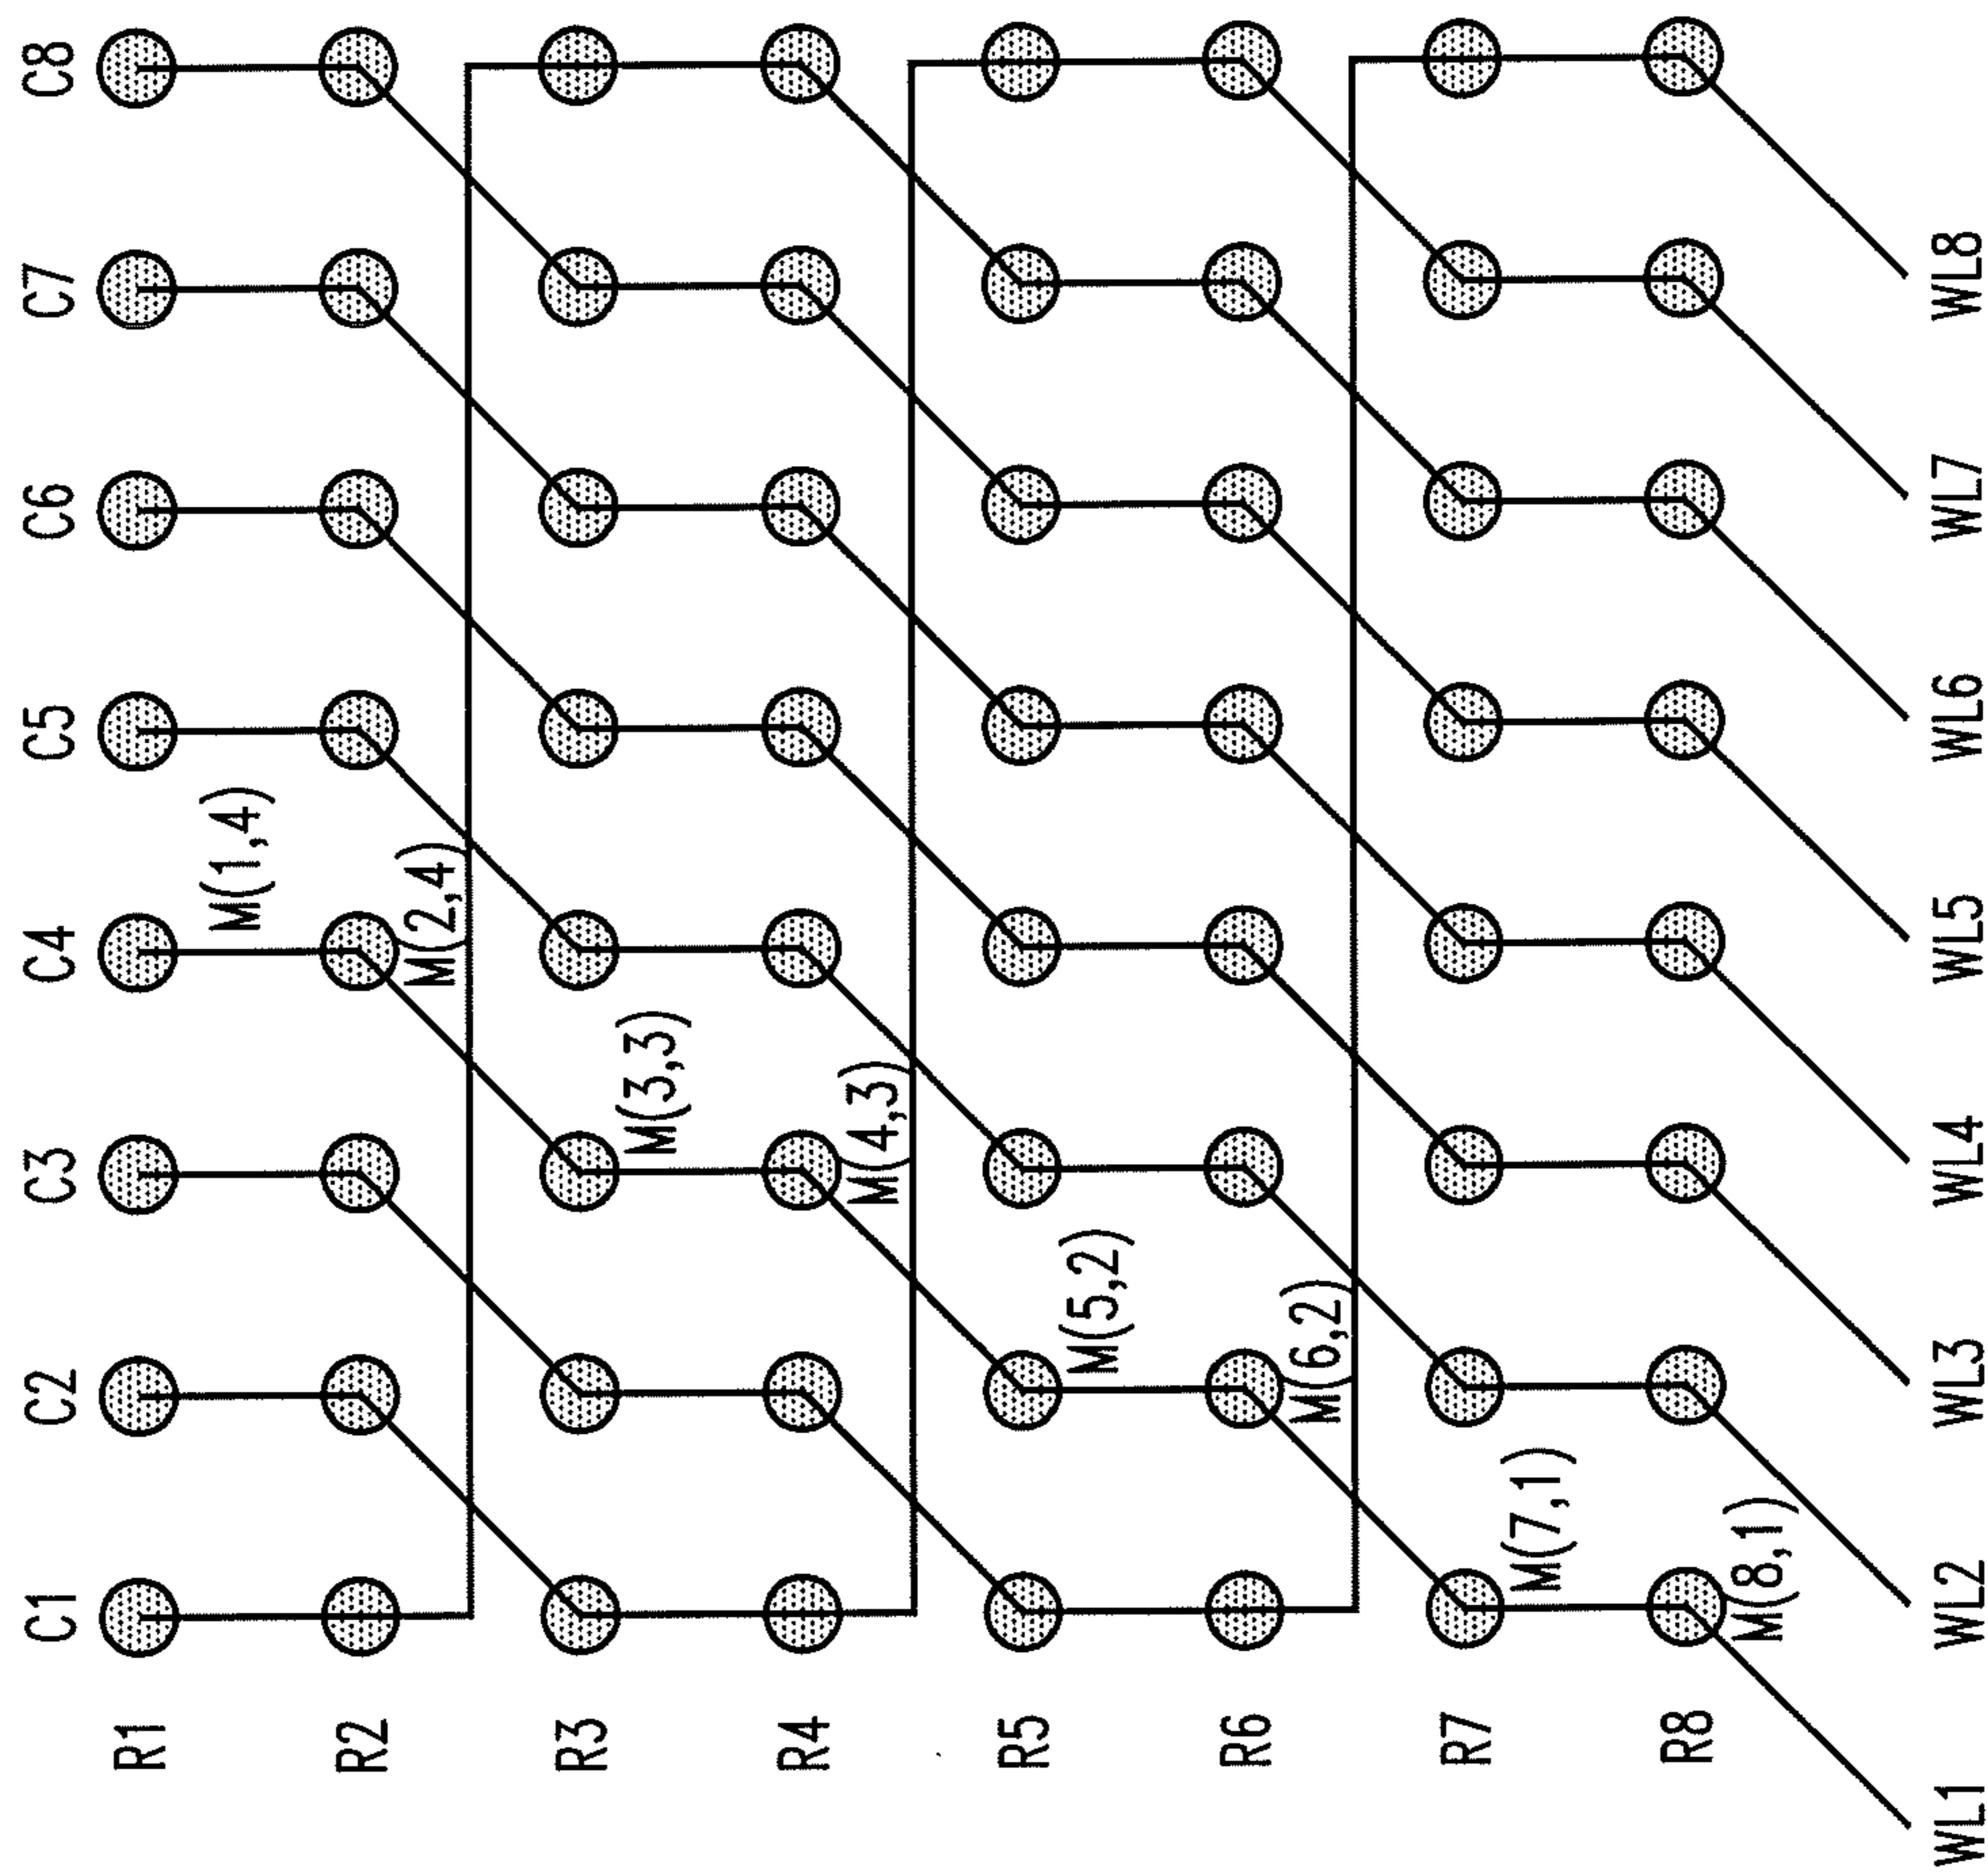 C1 C2 C3 C4 C5 C6 C7 C8
R1
M(1,4)
R2
M(2,4)
R3
M(3,3)
R4
M(4,3)
R5
M(5,2)
R6
M(6,2)
R7
M(7,1)
R8
M(8,1)
WL1 WL2 WL3 WL4 WL5 WL6 WL7 WL8